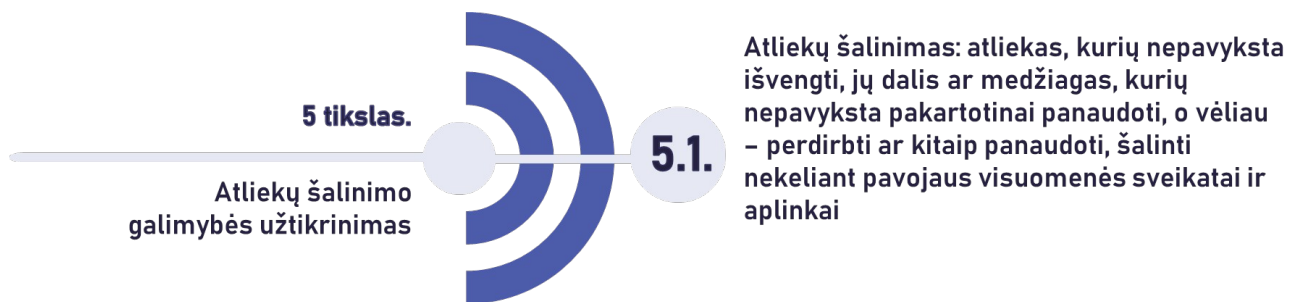 5 tikslas.
Atliekų šalinimo
galimybės užtikrinimas
5.1.
Atliekų šalinimas: atliekas, kurių nepavyksta
išvengti, jų dalis ar medžiagas, kurių
nepavyksta pakartotinai panaudoti, o vėliau
– perdirbti ar kitaip panaudoti, šalinti
nekeliant pavojaus visuomenės sveikatai ir
aplinkai